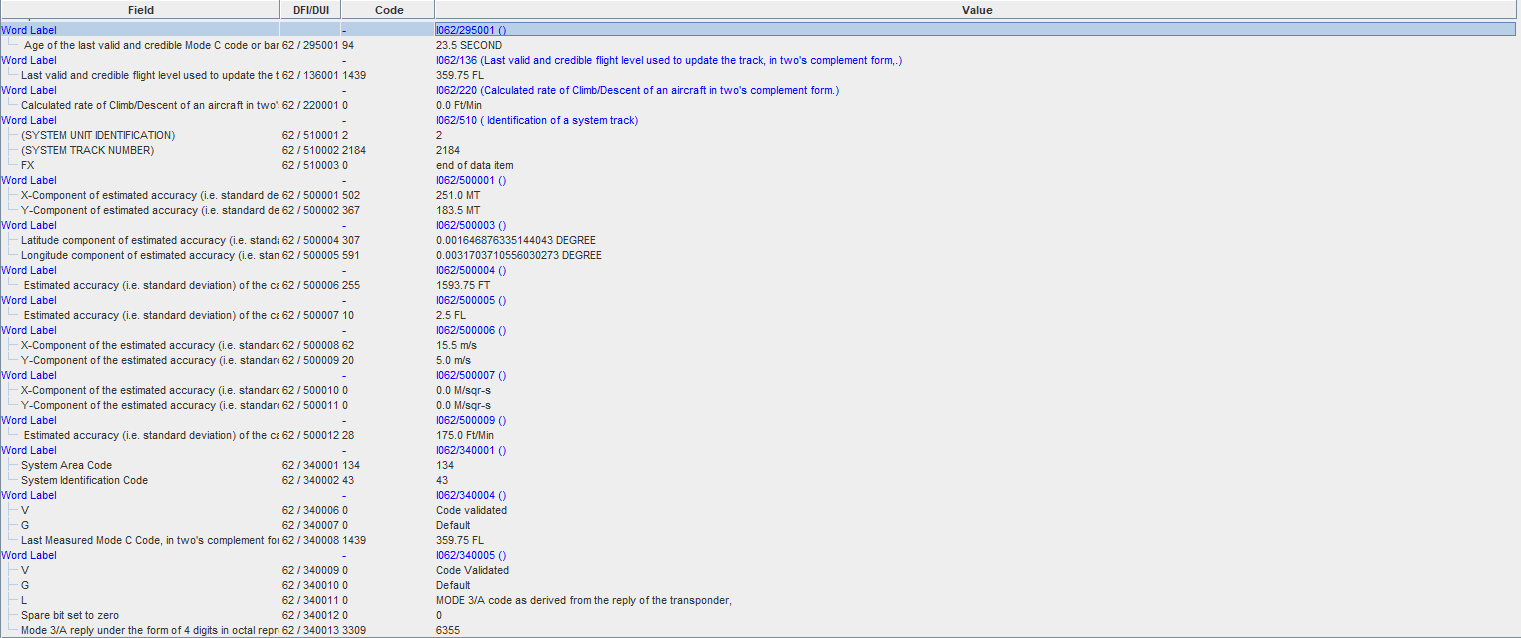 Field DFI/DUI Code Value
Word Label - I062/295001 ()
Age of the last valid and credible Mode C code or bar 62 / 295001 94 23.5 SECOND
Word Label - I062/136 (Last valid and credible flight level used to update the track, in two's complement form,.)
Last valid and credible flight level used to update the t 62 / 136001 1439 359.75 FL
Word Label - I062/220 (Calculated rate of Climb/Descent of an aircraft in two's complement form.)
Calculated rate of Climb/Descent of an aircraft in two's 62 / 220001 0 0.0 Ft/Min
Word Label - I062/510 ( Identification of a system track)
(SYSTEM UNIT IDENTIFICATION) 62 / 510001 2 2
(SYSTEM TRACK NUMBER) 62 / 510002 2184 2184
FX 62 / 510003 0 end of data item
Word Label - I062/500001 ()
X-Component of estimated accuracy (i.e. standard de 62 / 500001 502 251.0 MT
Y-Component of estimated accuracy (i.e. standard de 62 / 500002 367 183.5 MT
Word Label - I062/500003 ()
Latitude component of estimated accuracy (i.e. standa 62 / 500004 307 0.001646876335144043 DEGREE
Longitude component of estimated accuracy (i.e. stan 62 / 500005 591 0.0031703710556030273 DEGREE
Word Label - I062/500004 ()
Estimated accuracy (i.e. standard deviation) of the ca 62 / 500006 255 1593.75 FT
Word Label - I062/500005 ()
Estimated accuracy (i.e. standard deviation) of the ca 62 / 500007 10 2.5 FL
Word Label - I062/500006 ()
X-Component of the estimated accuracy (i.e. standard 62 / 500008 62 15.5 m/s
Y-Component of the estimated accuracy (i.e. standard 62 / 500009 20 5.0 m/s
Word Label - I062/500007 ()
X-Component of the estimated accuracy (i.e. standard 62 / 500010 0 0.0 M/sqr-s
Y-Component of the estimated accuracy (i.e. standard 62 / 500011 0 0.0 M/sqr-s
Word Label - I062/500009 ()
Estimated accuracy (i.e. standard deviation) of the ca 62 / 500012 28 175.0 Ft/Min
Word Label - I062/340001 ()
System Area Code 62 / 340001 134 134
System Identification Code 62 / 340002 43 43
Word Label - I062/340004 ()
V 62 / 340006 0 Code validated
G 62 / 340007 0 Default
Last Measured Mode C Code, in two's complement for 62 / 340008 1439 359.75 FL
Word Label - I062/340005 ()
V 62 / 340009 0 Code Validated
G 62 / 340010 0 Default
L 62 / 340011 0 MODE 3/A code as derived from the reply of the transponder,
Spare bit set to zero 62 / 340012 0 0
Mode 3/A reply under the form of 4 digits in octal repr 62 / 340013 3309 6355